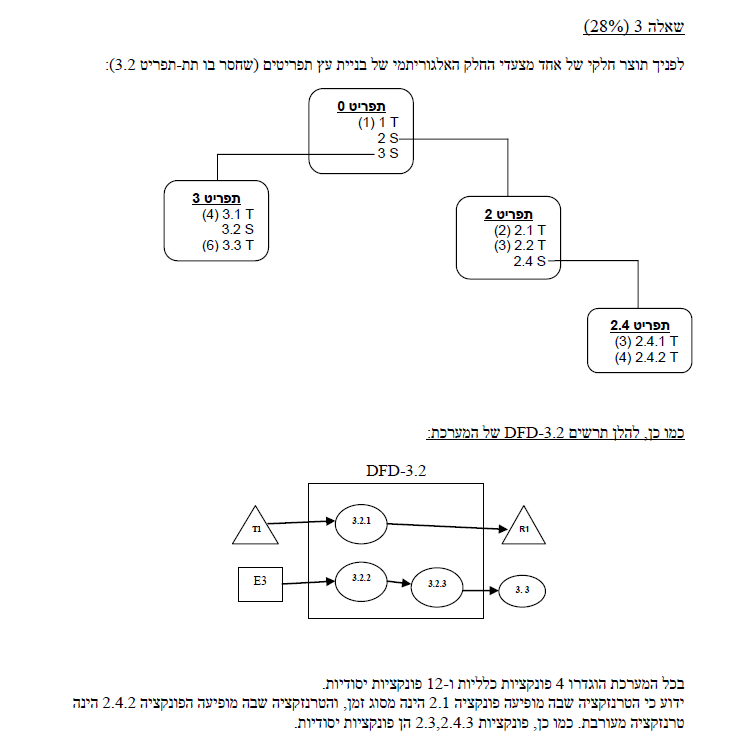 שאלה 3 (28%)
לפניך תוצר חלקי של אחד מצעדי החלק האלגוריתמי של בניית עץ תפריטים (שחסר בו תת-תפריט 3.2):
תפריט 0
1 T (1)
2 S
3 S
תפריט 3
3.1 T (4)
3.2 S
3.3 T (6)
תפריט 2
2.1 T (2)
2.2 T (3)
2.4 S
תפריט 2.4
2.4.1 T (3)
2.4.2 T (4)
כמו כן, להלן תרשים DFD-3.2 של המערכת:
DFD-3.2
T1
3.2.1
R1
E3
3.2.2
3.2.3
3. 3
בכל המערכת הוגדרו 4 פונקציות כלליות ו-12 פונקציות יסודיות.
ידוע כי הטרנזקציה שבה מופיעה פונקציה 2.1 הינה מסוג זמן, והטרנזקציה שבה מופיעה הפונקציה 2.4.2 הינה
טרנזקציה מעורבת. כמו כן, פונקציות 2.3,2.4.3 הן פונקציות יסודיות.